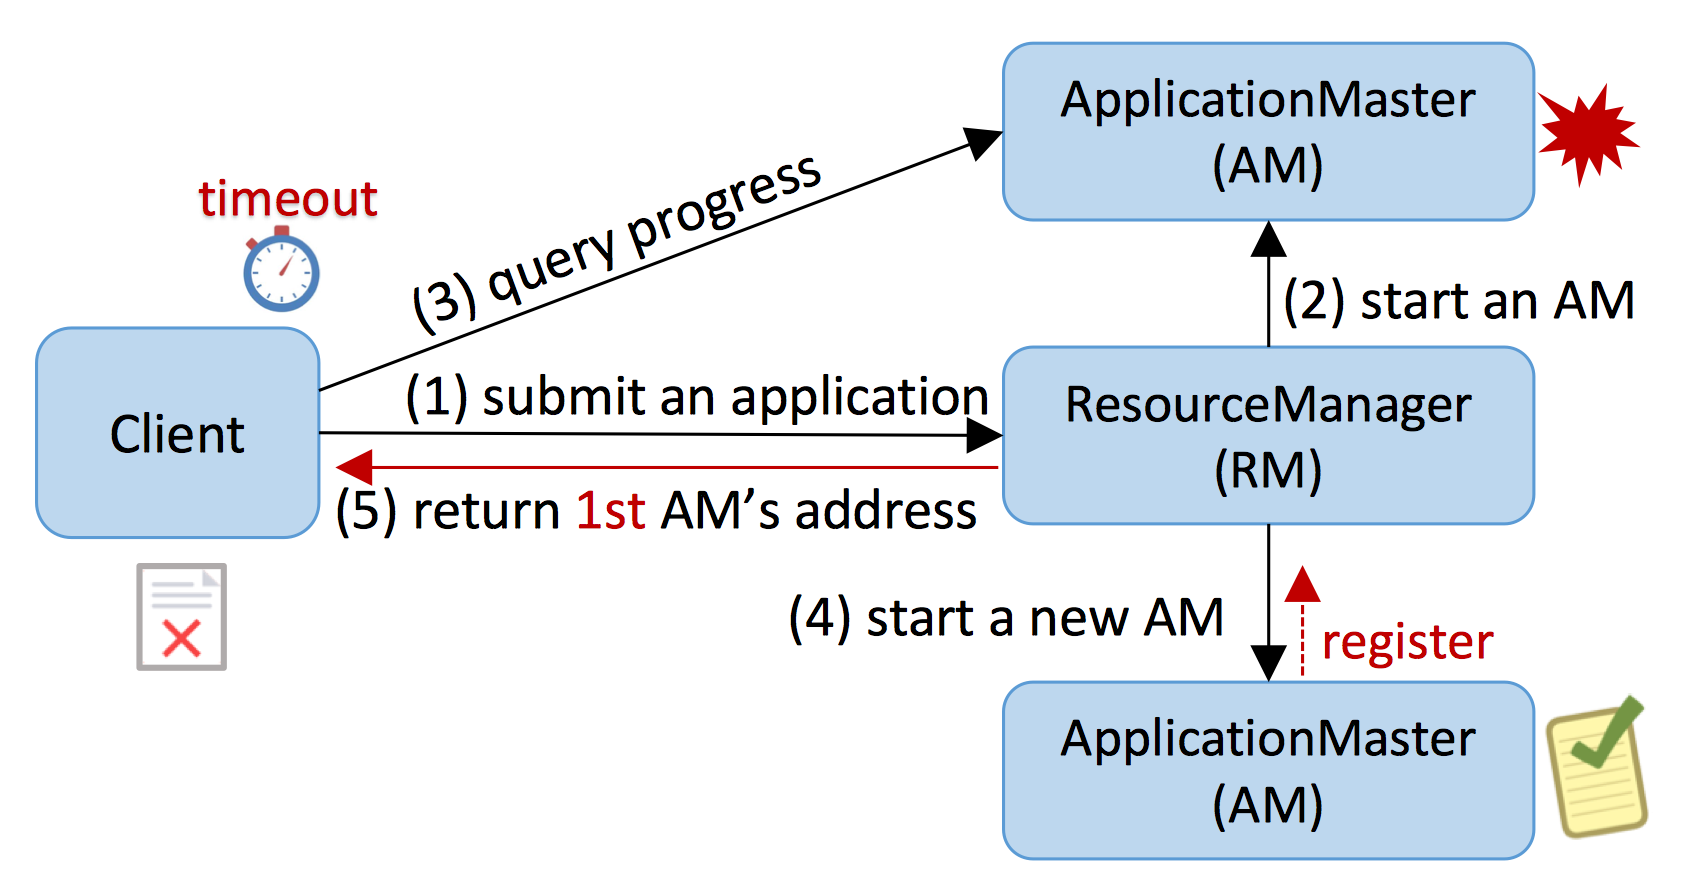 ApplicationMaster
(AM)
timeout
(3) query progress
(2) start an AM
(1) submit an application
Client
ResourceManager
(RM)
(5) return 1st AM’s address
(4) start a new AM
register
ApplicationMaster
(AM)